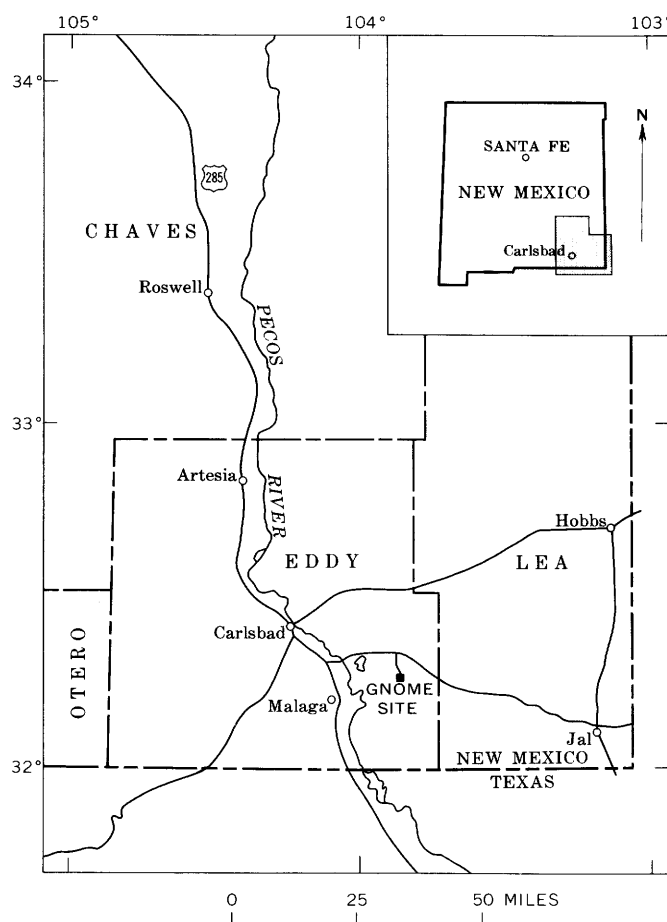 105°
104°
103°
34°
N
SANTA FE
NEW MEXICO
Carlsbad
285
CHAVES
Roswell
PECOS
33°
Artesia
RIVER
Hobbs
EDDY
LEA
OTERO
Carlsbad
GNOME
SITE
Malaga
Jal
32°
NEW MEXICO
TEXAS
0 25 50 MILES